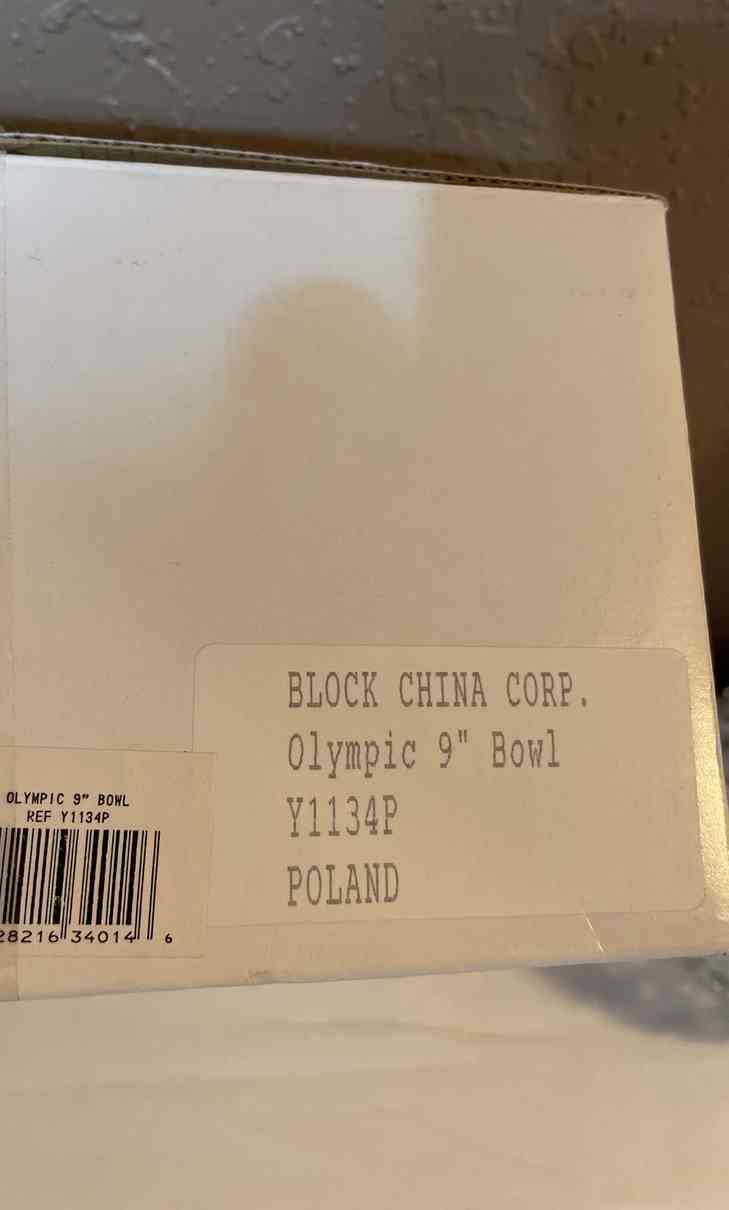 BLOCK CHINA CORP.
Olympic 9" Bowl
Y1134P
POLAND
OLYMPIC 9" BOWL
REF Y1134P
28216 34014 6